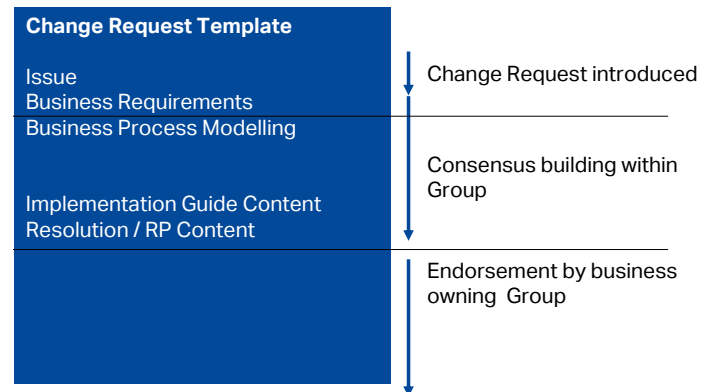 Change Request Template
Issue
Business Requirements
Business Process Modelling
Implementation Guide Content
Resolution / RP Content
Change Request introduced
Consensus building within
Group
Endorsement by business
owning Group